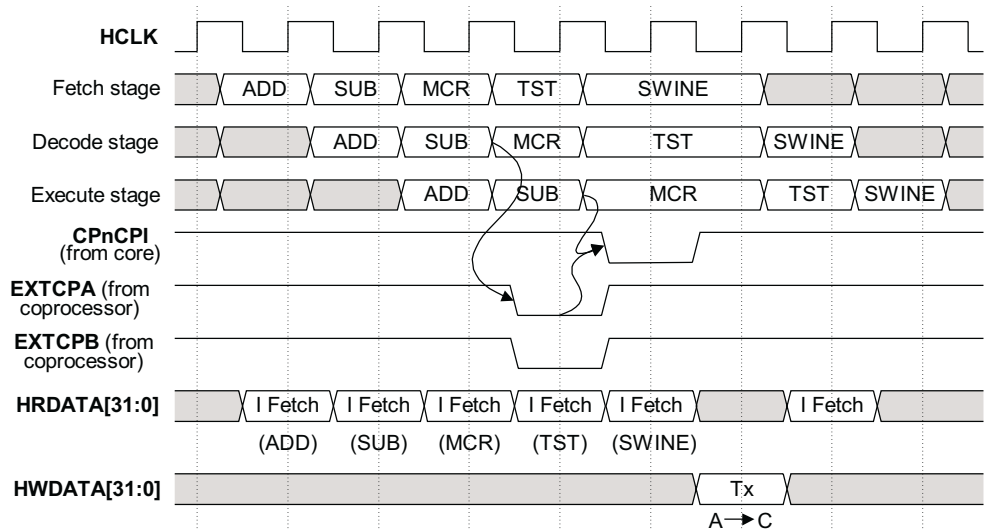 HCLK
Fetch stage ADD SUB MCR TST SWINE
Decode stage ADD SUB MCR TST SWINE
Execute stage ADD SUB MCR TST SWINE
CPnCPI
(from core)
EXTCPA (from
coprocessor)
EXTCPB (from
coprocessor)
HRDATA[31:0] I Fetch I Fetch I Fetch I Fetch I Fetch I Fetch
(ADD) (SUB) (MCR) (TST) (SWINE)
HWDATA[31:0] Tx
A→C